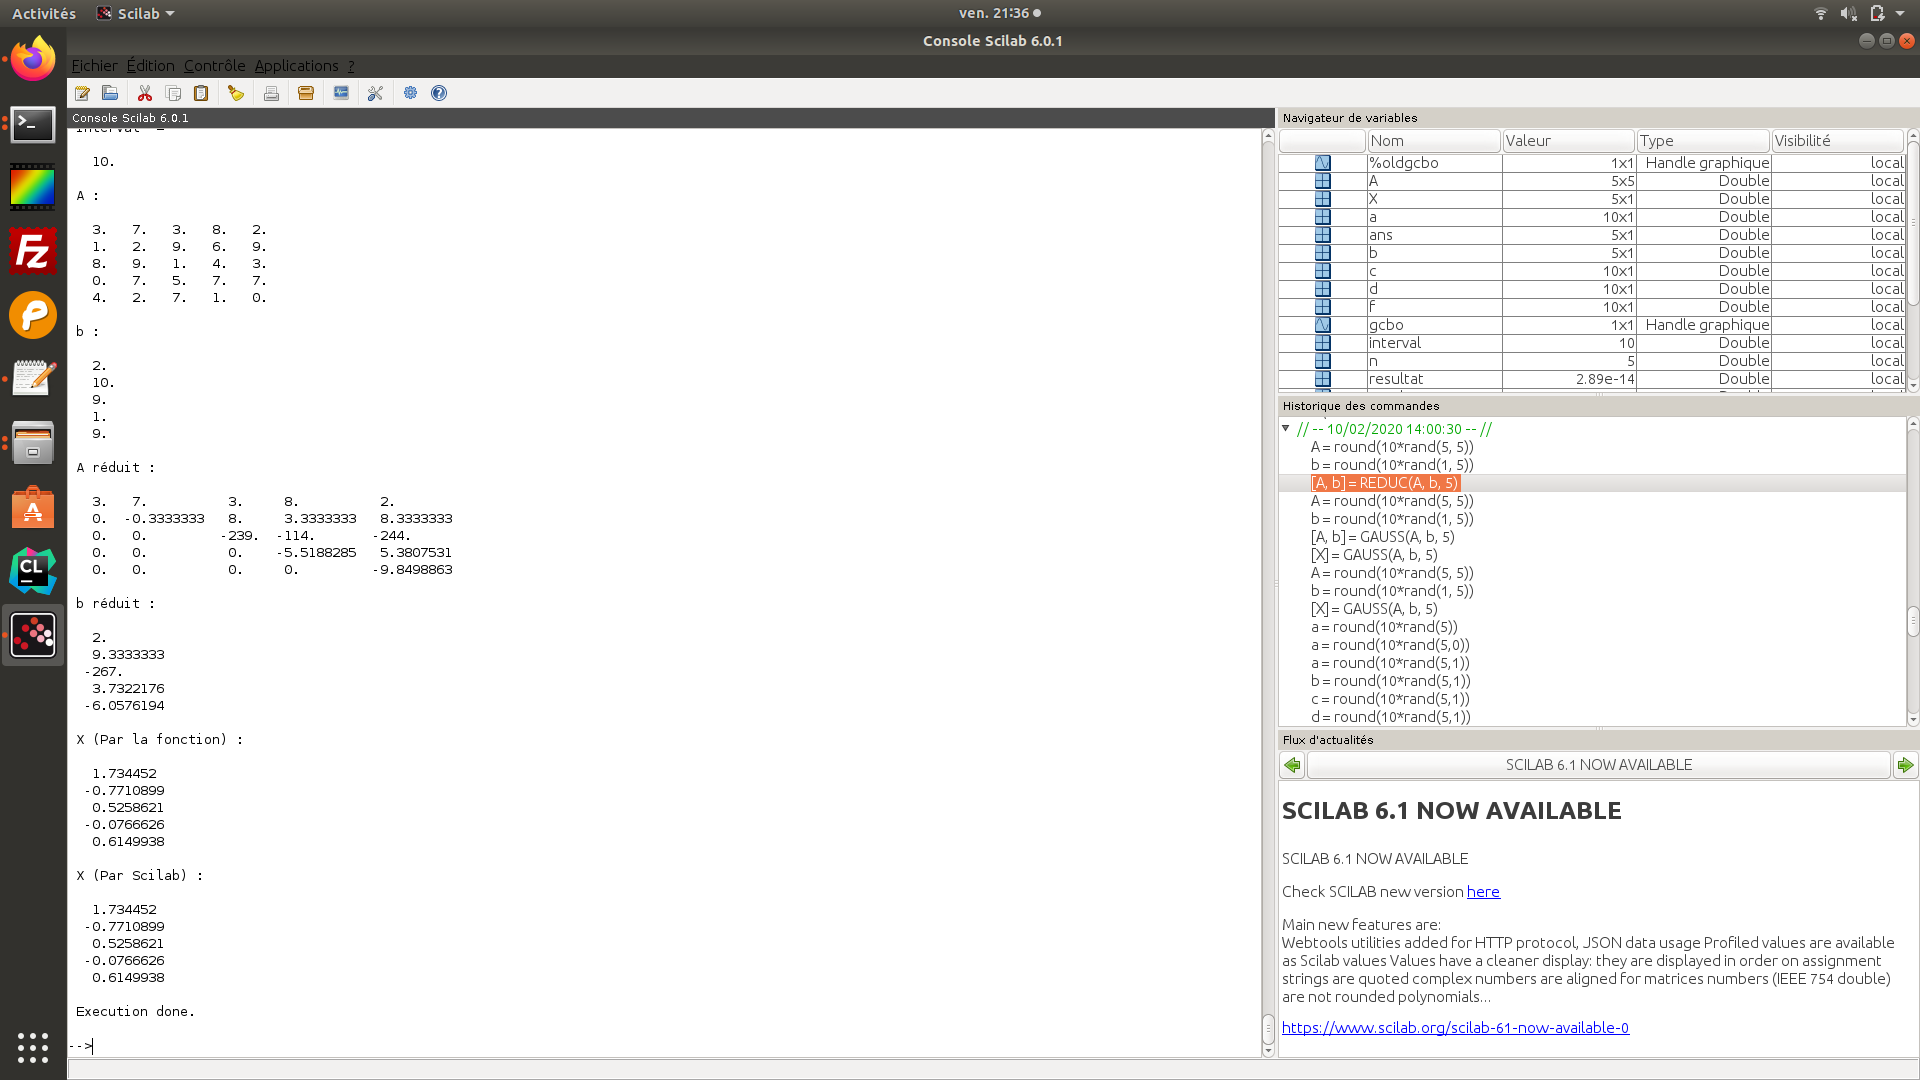 Activités
Scilab
ven. 21:36
Console Scilab 6.0.1
Fichier Édition Contrôle Applications ?
Console Scilab 6.0.1
10.
A :
3. 7. 3. 8. 2.
1. 2. 9. 6. 9.
8. 9. 1. 4. 3.
0. 7. 5. 7. 7.
4. 2. 7. 1. 0.
b :
2.
10.
9.
1.
9.
A réduit :
3. 7. 3. 8. 2.
0. -0.3333333 8. 3.3333333 8.3333333
0. 0. -239. -114. -244.
0. 0. 0. -5.5188285 5.3807531
0. 0. 0. 0. -9.8498863
b réduit :
2.
9.3333333
-267.
3.7322176
-6.0576194
X (Par la fonction) :
1.734452
-0.7710899
0.5258621
-0.0766626
0.6149938
X (Par Scilab) :
1.734452
-0.7710899
0.5258621
-0.0766626
0.6149938
Execution done.
-->
Navigateur de variables
Nom Valeur Type Visibilité
%oldgcbo 1x1 Handle graphique local
A 5x5 Double local
X 5x1 Double local
a 10x1 Double local
ans 5x1 Double local
b 5x1 Double local
c 10x1 Double local
d 10x1 Double local
f 10x1 Double local
gcbo 1x1 Handle graphique local
interval 10 Double local
n 5 Double local
resultat 2.89e-14 Double local
Historique des commandes
// -- 10/02/2020 14:00:30 -- //
A = round(10*rand(5, 5))
b = round(10*rand(1, 5))
[A, b] = REDUC(A, b, 5)
A = round(10*rand(5, 5))
b = round(10*rand(1, 5))
[A, b] = GAUSS(A, b, 5)
[X] = GAUSS(A, b, 5)
A = round(10*rand(5, 5))
b = round(10*rand(1, 5))
[X] = GAUSS(A, b, 5)
a = round(10*rand(5))
a = round(10*rand(5,0))
a = round(10*rand(5,1))
b = round(10*rand(5,1))
c = round(10*rand(5,1))
d = round(10*rand(5,1))
Flux d'actualités
SCILAB 6.1 NOW AVAILABLE
SCILAB 6.1 NOW AVAILABLE
SCILAB 6.1 NOW AVAILABLE
Check SCILAB new version here
Main new features are:
Webtools utilities added for HTTP protocol, JSON data usage Profiled values are available
as Scilab values Values have a cleaner display: they are displayed in order on assignment
strings are quoted complex numbers are aligned for matrices numbers (IEEE 754 double)
are not rounded polynomials...
https://www.scilab.org/scilab-61-now-available-0